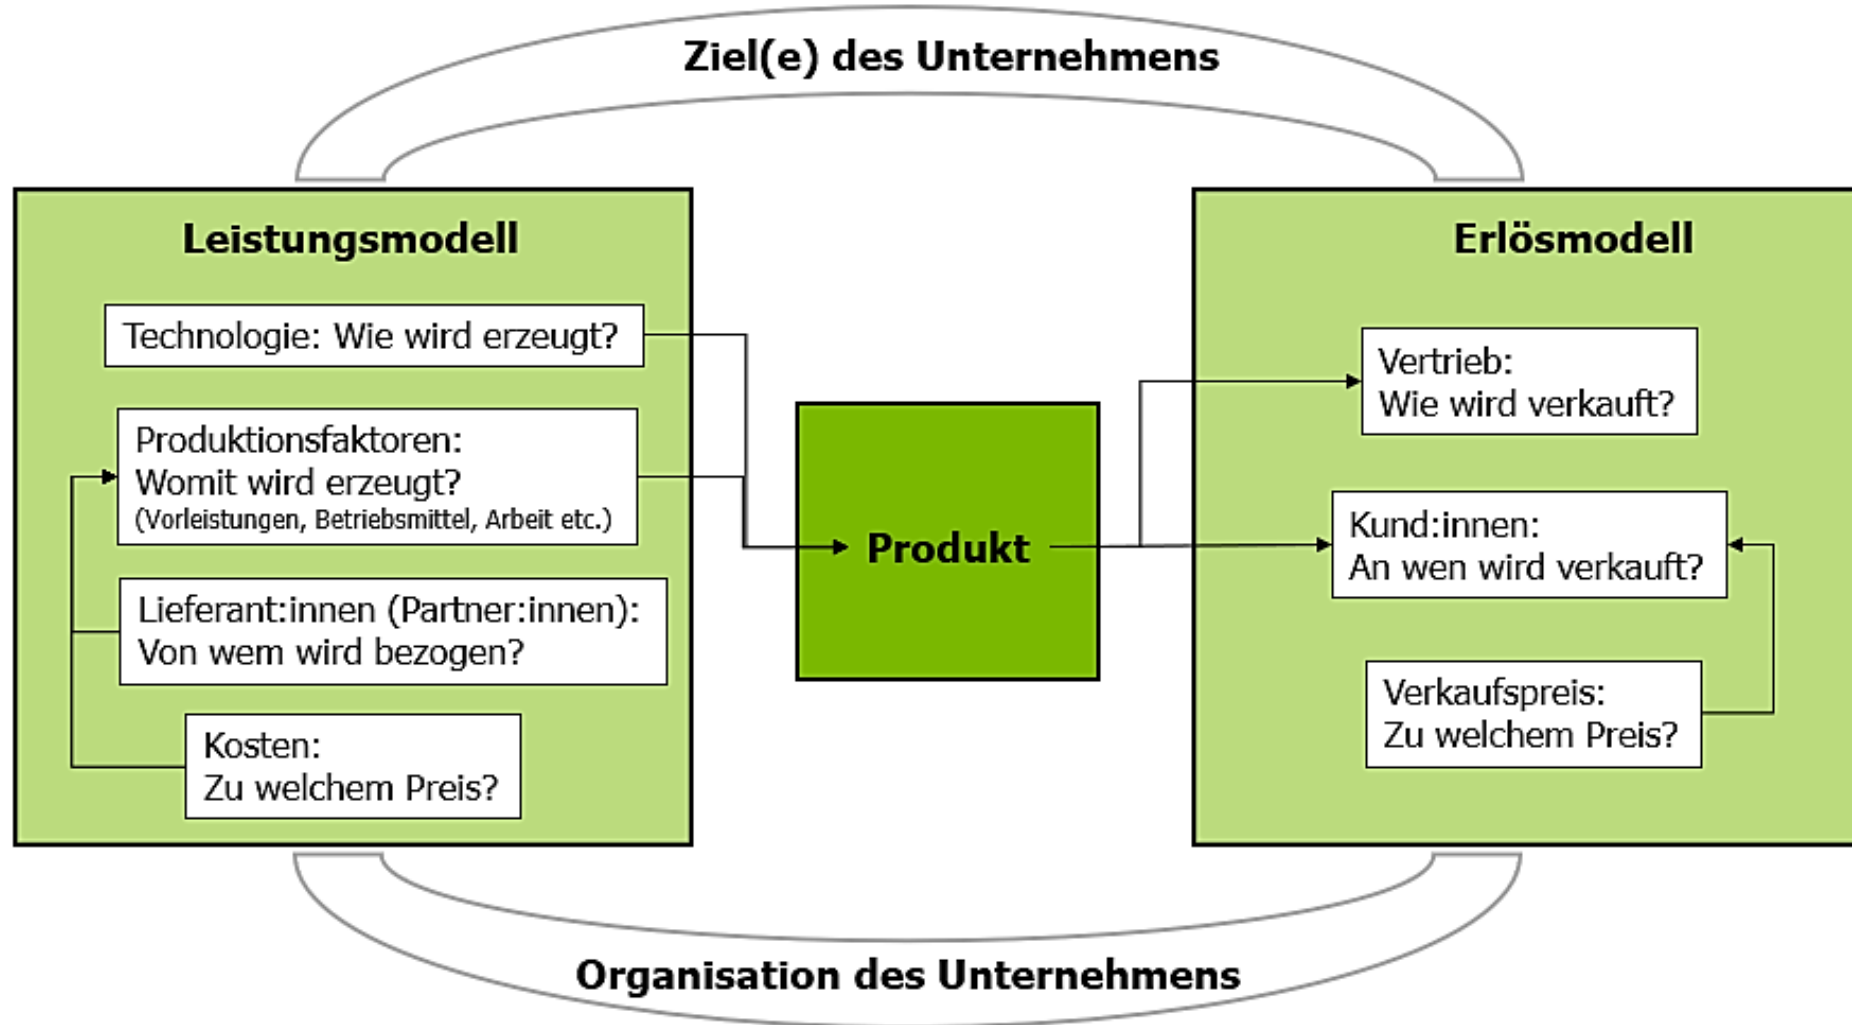 Ziel(e) des Unternehmens
Leistungsmodell
Technologie: Wie wird erzeugt?
Produktionsfaktoren:
Womit wird erzeugt?
(Vorleistungen, Betriebsmittel, Arbeit etc.)
Lieferant:innen (Partner:innen):
Von wem wird bezogen?
Kosten:
Zu welchem Preis?
Produkt
Erlösmodell
Vertrieb:
Wie wird verkauft?
Kund:innen:
An wen wird verkauft?
Verkaufspreis:
Zu welchem Preis?
Organisation des Unternehmens